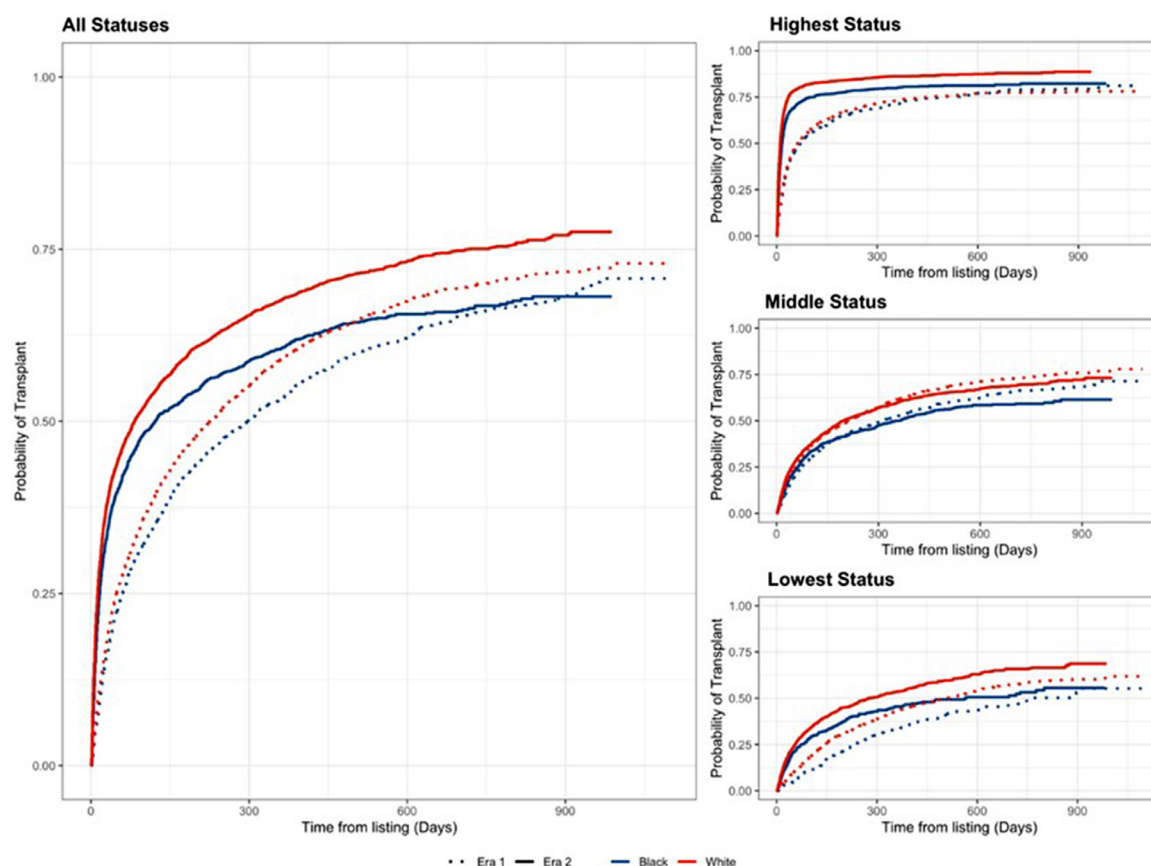 All Statuses
1.00
0.75
0.50
0.25
0.00
Probability of Transplant
0 300 600 900
Time from listing (Days)
Highest Status
1.00
0.75
0.50
0.25
0.00
Probability of Transplant
0 300 600 900
Time from listing (Days)
Middle Status
1.00
0.75
0.50
0.25
0.00
Probability of Transplant
0 300 600 900
Time from listing (Days)
Lowest Status
1.00
0.75
0.50
0.25
0.00
Probability of Transplant
0 300 600 900
Time from listing (Days)
Era 1 Era 2 Black White